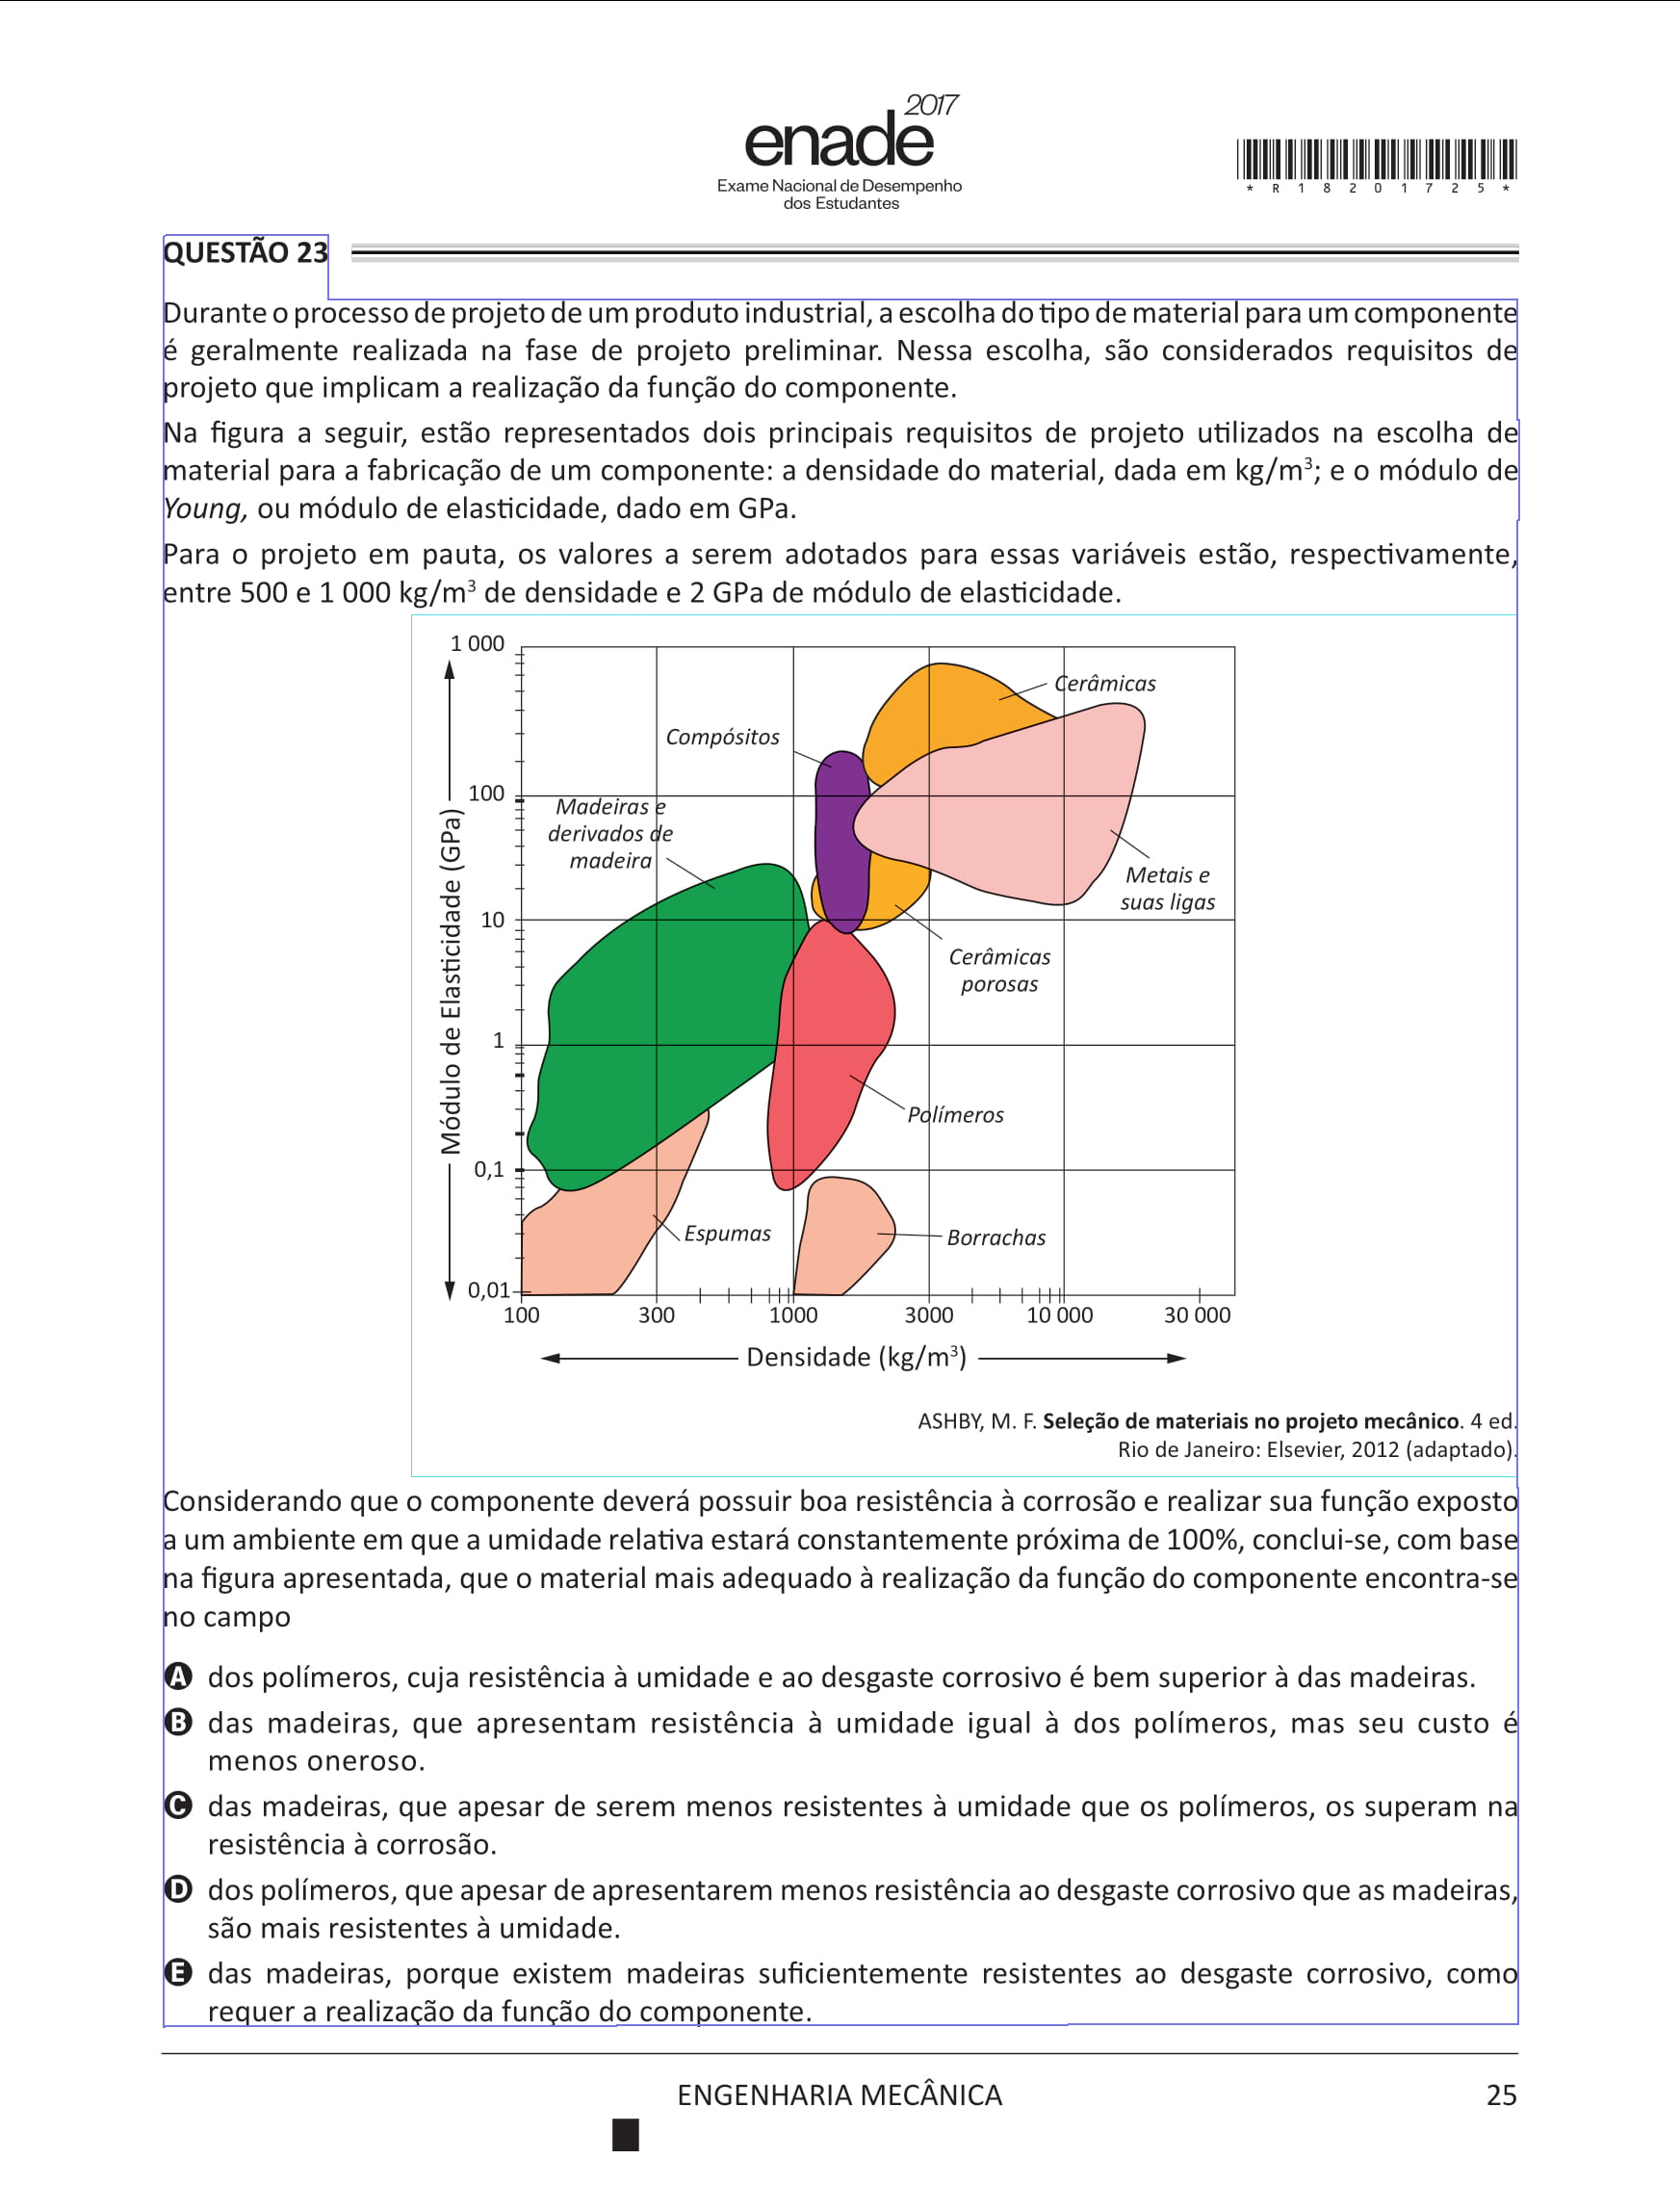 2017
enade
Exame Nacional de Desempenho
dos Estudantes
* R 1 8 2 0 1 7 2 5 *
QUESTÃO 23
Durante o processo de projeto de um produto industrial, a escolha do tipo de material para um componente
é geralmente realizada na fase de projeto preliminar. Nessa escolha, são considerados requisitos de
projeto que implicam a realização da função do componente.
Na figura a seguir, estão representados dois principais requisitos de projeto utilizados na escolha de
material para a fabricação de um componente: a densidade do material, dada em kg/m³; e o módulo de
Young, ou módulo de elasticidade, dado em GPa.
Para o projeto em pauta, os valores a serem adotados para essas variáveis estão, respectivamente,
entre 500 e 1 000 kg/m³ de densidade e 2 GPa de módulo de elasticidade.
1 000
Cerâmicas
Compósitos
100
Madeiras e
derivados de
madeira
Metais e
suas ligas
10
Cerâmicas
porosas
1
Módulo de Elasticidade (GPa)
Polímeros
0,1
Espumas
Borrachas
0,01
100 300 1000 3000 10 000 30 000
Densidade (kg/m³)
ASHBY, M. F. Seleção de materiais no projeto mecânico. 4 ed.
Rio de Janeiro: Elsevier, 2012 (adaptado).
Considerando que o componente deverá possuir boa resistência à corrosão e realizar sua função exposto
a um ambiente em que a umidade relativa estará constantemente próxima de 100%, conclui-se, com base
na figura apresentada, que o material mais adequado à realização da função do componente encontra-se
no campo
A dos polímeros, cuja resistência à umidade e ao desgaste corrosivo é bem superior à das madeiras.
B das madeiras, que apresentam resistência à umidade igual à dos polímeros, mas seu custo é
menos oneroso.
C das madeiras, que apesar de serem menos resistentes à umidade que os polímeros, os superam na
resistência à corrosão.
D dos polímeros, que apesar de apresentarem menos resistência ao desgaste corrosivo que as madeiras,
são mais resistentes à umidade.
E das madeiras, porque existem madeiras suficientemente resistentes ao desgaste corrosivo, como
requer a realização da função do componente.
ENGENHARIA MECÂNICA
25